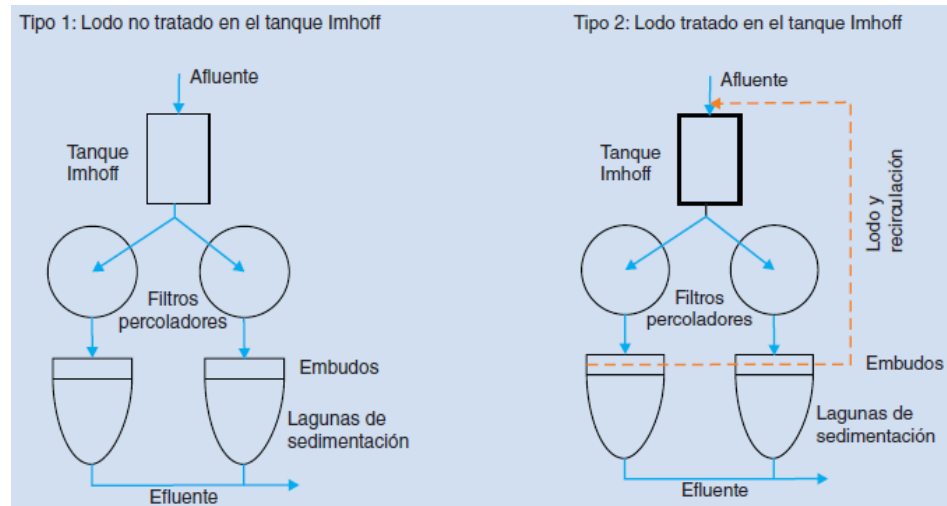 Tipo 1: Lodo no tratado en el tanque Imhoff
Afluente
Tanque
Imhoff
Filtros
percoladores
Embudos
Lagunas de
sedimentación
Efluente
Tipo 2: Lodo tratado en el tanque Imhoff
Afluente
Tanque
Imhoff
Lodo y
recirculación
Filtros
percoladores
Embudos
Lagunas de
sedimentación
Efluente